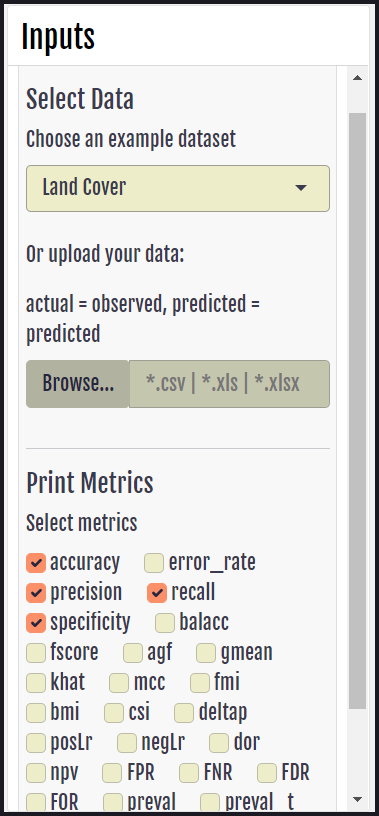 Inputs
Select Data
Choose an example dataset
Land Cover
Or upload your data:
actual = observed, predicted =
predicted
Browse... *.csv | *.xls | *.xlsx
Print Metrics
Select metrics
accuracy error_rate
precision recall
specificity balacc
fscore agf gmean
khat mcc fmi
bmi csi deltap
posLr negLr dor
npv FPR FNR FDR
FOR preval preval_t